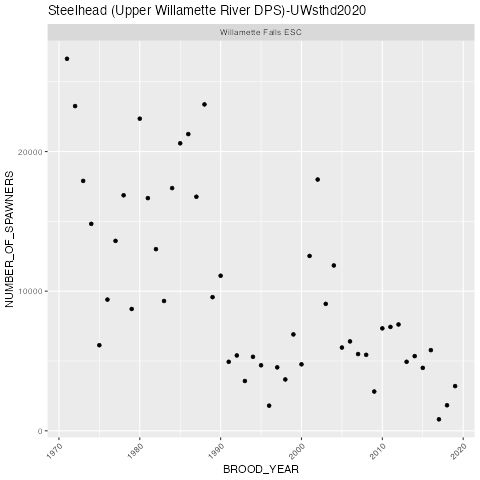 Steelhead (Upper Willamette River DPS)-UWsthd2020
Willamette Falls ESC
NUMBER_OF_SPAWNERS
20000
10000
0
1970
1980
1990
2000
2010
2020
BROOD_YEAR